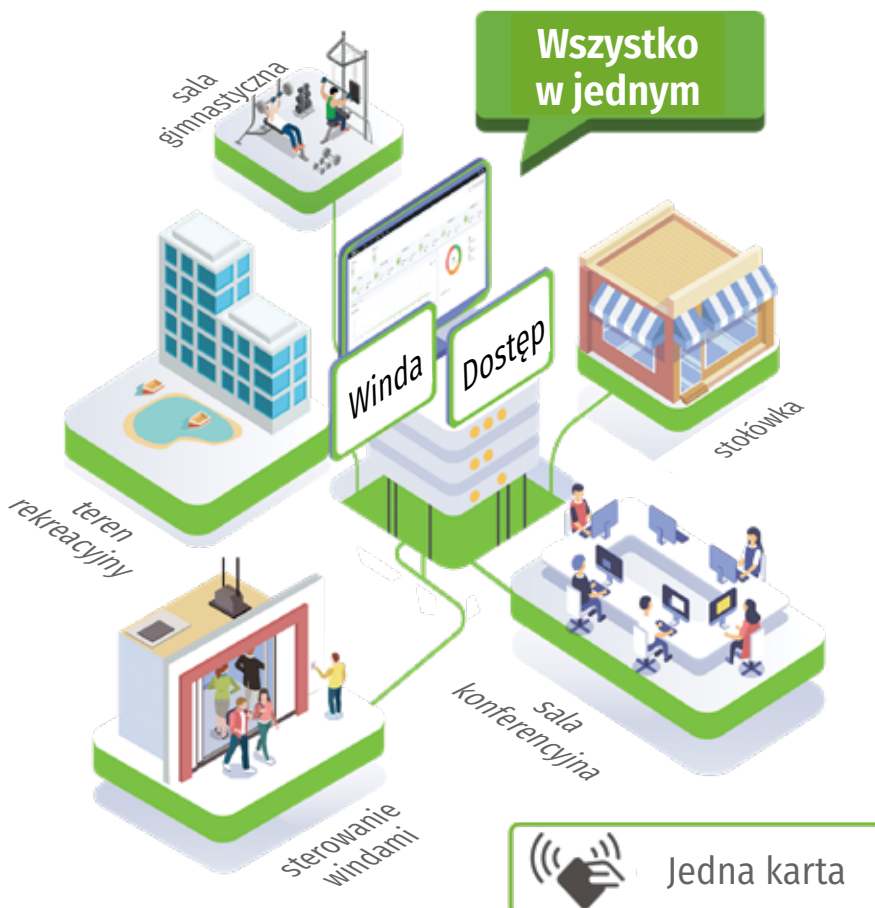 Wszystko
w jednym
sala
gimnastyczna
Winda
Dostęp
stołówka
teren
rekreacyjny
sala
konferencyjna
sterowanie
windami
Jedna karta